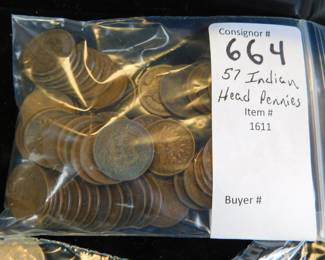 Consignor #
664
57 Indian
Head Pennies
Item #
1611
Buyer #